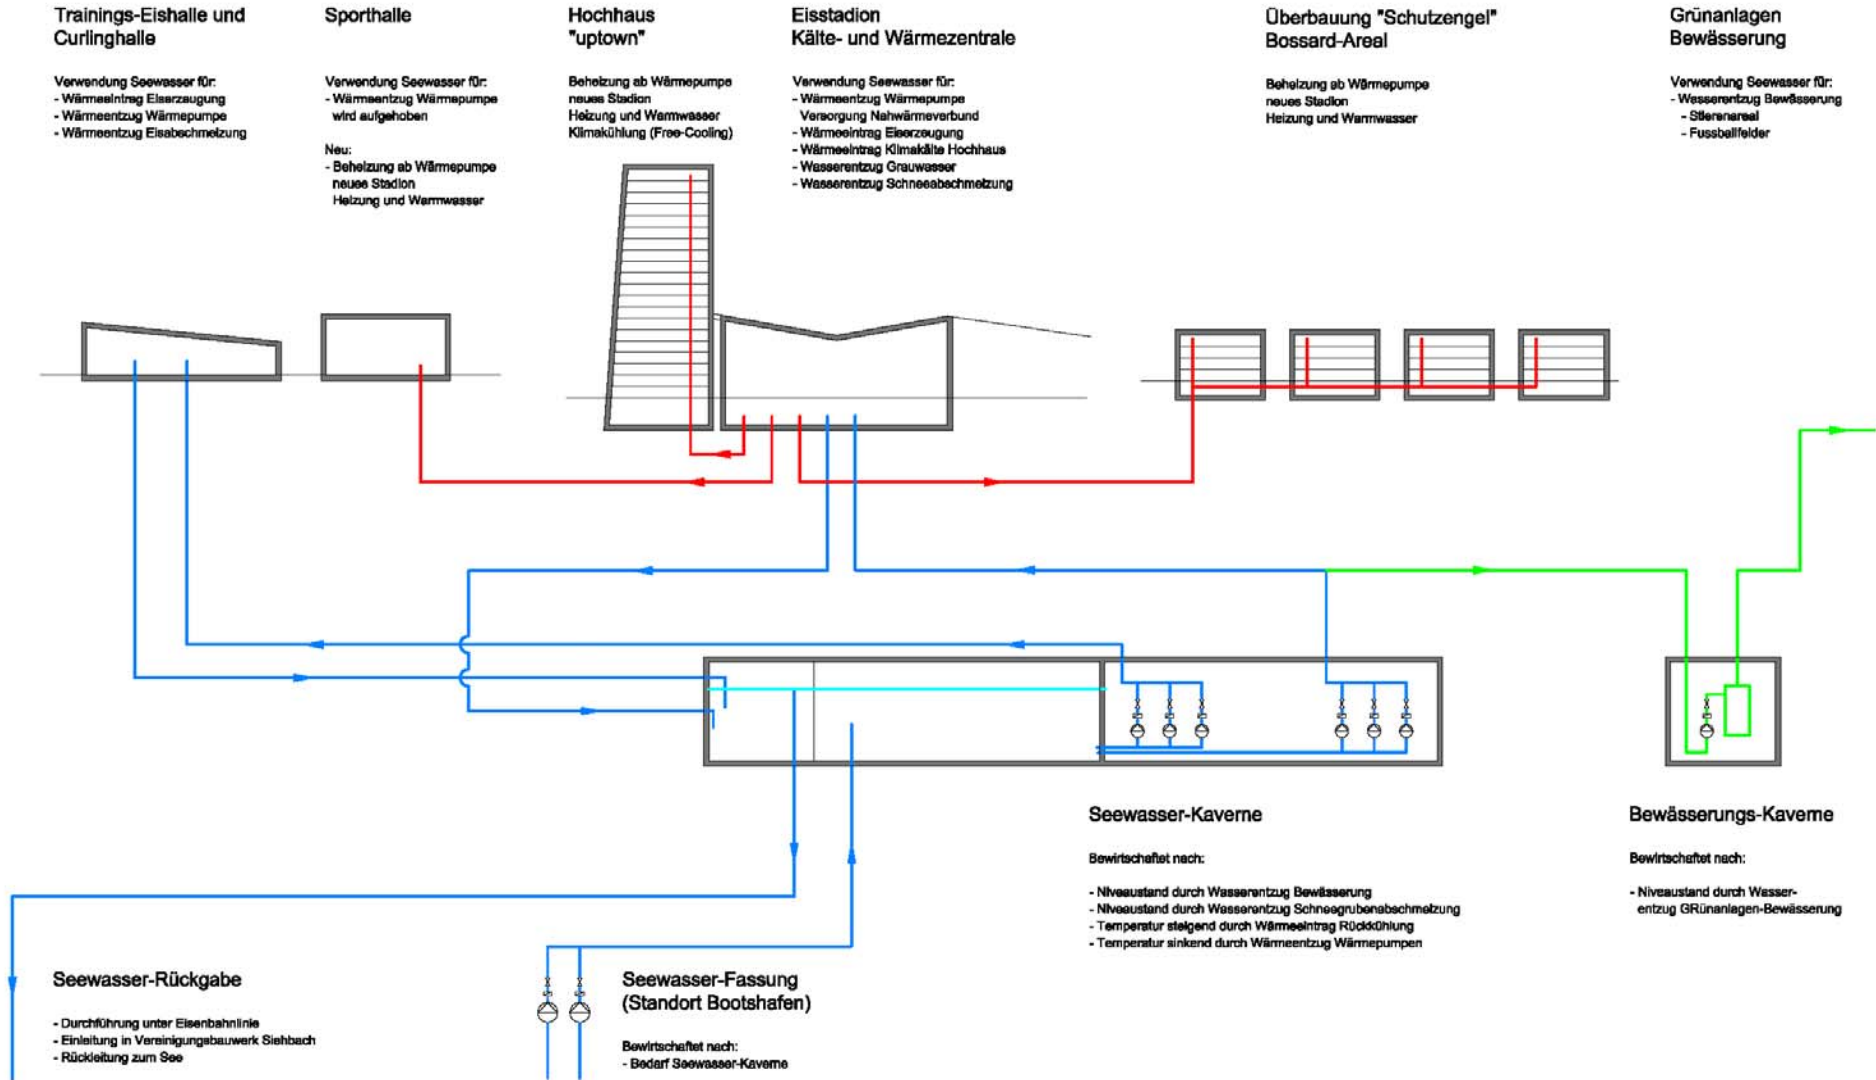 Trainings-Eishalle und
Curlinghalle
Verwendung Seewasser für:
- Wärmeeintrag Eiserzeugung
- Wärmeentzug Wärmepumpe
- Wärmeentzug Eisabschmelzung
Sporthalle
Verwendung Seewasser für:
- Wärmeentzug Wärmepumpe
wird aufgehoben
Neu:
- Beheizung ab Wärmepumpe
neues Stadion
Heizung und Warmwasser
Hochhaus
"uptown"
Beheizung ab Wärmepumpe
neues Stadion
Heizung und Warmwasser
Klimakühlung (Free-Cooling)
Eisstadion
Kälte- und Wärmezentrale
Verwendung Seewasser für:
- Wärmeentzug Wärmepumpe
Versorgung Nahwärmeverbund
- Wärmeeintrag Eiserzeugung
- Wärmeeintrag Klimakälte Hochhaus
- Wasserentzug Grauwasser
- Wasserentzug Schneeabschmelzung
Überbauung "Schutzengel"
Bossard-Areal
Beheizung ab Wärmepumpe
neues Stadion
Heizung und Warmwasser
Grünanlagen
Bewässerung
Verwendung Seewasser für:
- Wasserentzug Bewässerung
- Stierenareal
- Fussballfelder
Seewasser-Kaverne
Bewirtschaftet nach:
- Niveaustand durch Wasserentzug Bewässerung
- Niveaustand durch Wasserentzug Schneegrubenabschmelzung
- Temperatur steigend durch Wärmeeintrag Rückkühlung
- Temperatur sinkend durch Wärmeentzug Wärmepumpen
Bewässerungs-Kaverne
Bewirtschaftet nach:
- Niveaustand durch Wasser-
entzug GRünanlagen-Bewässerung
Seewasser-Rückgabe
- Durchführung unter Eisenbahnlinie
- Einleitung in Vereinigungsbauwerk Siehbach
- Rückleitung zum See
Seewasser-Fassung
(Standort Bootshafen)
Bewirtschaftet nach:
- Bedarf Seewasser-Kaverne